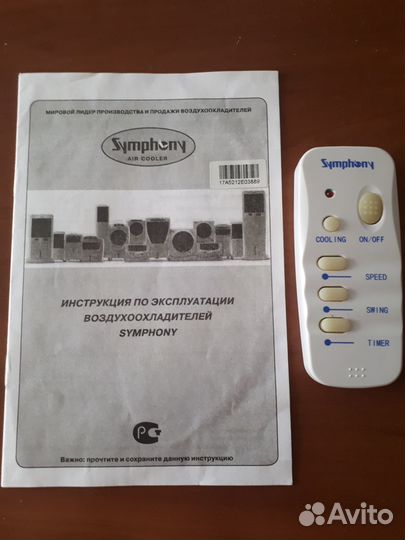 МИРОВОЙ ЛИДЕР ПРОИЗВОДСТВА И ПРОДАЖИ ВОЗДУХООХЛАДИТЕЛЕЙ
Symphony
AIR COOLER
17A5212E03889
ИНСТРУКЦИЯ ПО ЭКСПЛУАТАЦИИ
ВОЗДУХООХЛАДИТЕЛЕЙ
SYMPHONY
Важно: прочтите и сохраните данную инструкцию
Symphony
COOLING
ON/OFF
SPEED
SWING
TIMER
Avito